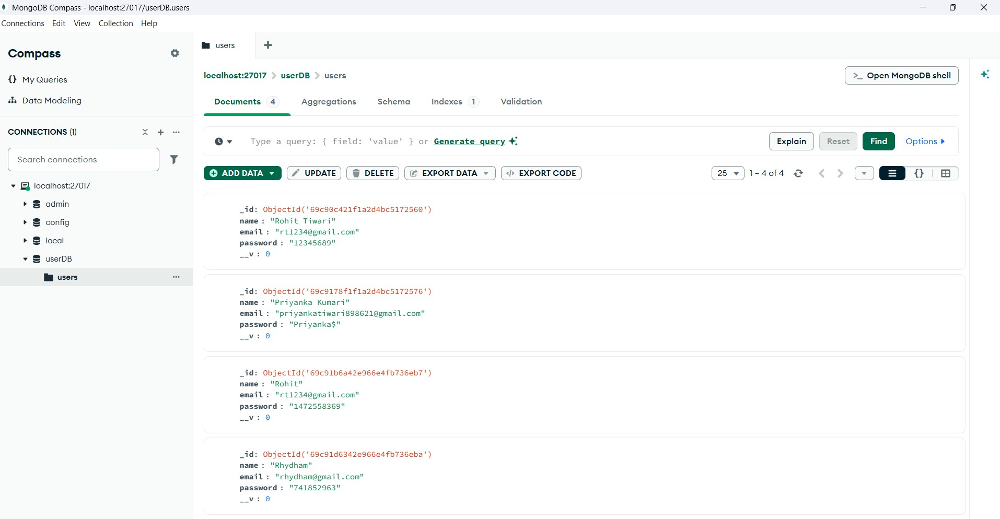 MongoDB Compass - localhost:27017/userDB.users
Connections Edit View Collection Help
Compass
My Queries
Data Modeling
CONNECTIONS (1)
Search connections
localhost:27017
admin
config
local
userDB
users
users
localhost:27017 > userDB > users
>_ Open MongoDB shell
Documents 4 Aggregations Schema Indexes 1 Validation
Type a query: { field: 'value' } or Generate query
Explain Reset Find Options
ADD DATA UPDATE DELETE EXPORT DATA EXPORT CODE
25 1 – 4 of 4
_id: ObjectId('69c90c421f1a2d4bc5172560')
name : "Rohit Tiwari"
email : "rt1234@gmail.com"
password : "12345689"
__v : 0
_id: ObjectId('69c9178f1f1a2d4bc5172576')
name : "Priyanka Kumari"
email : "priyankatiwari898621@gmail.com"
password : "Priyanka$"
__v : 0
_id: ObjectId('69c91b6a42e966e4fb736eb7')
name : "Rohit"
email : "rt1234@gmail.com"
password : "1472558369"
__v : 0
_id: ObjectId('69c91d6342e966e4fb736eba')
name : "Rhydham"
email : "rhydham@gmail.com"
password : "741852963"
__v : 0